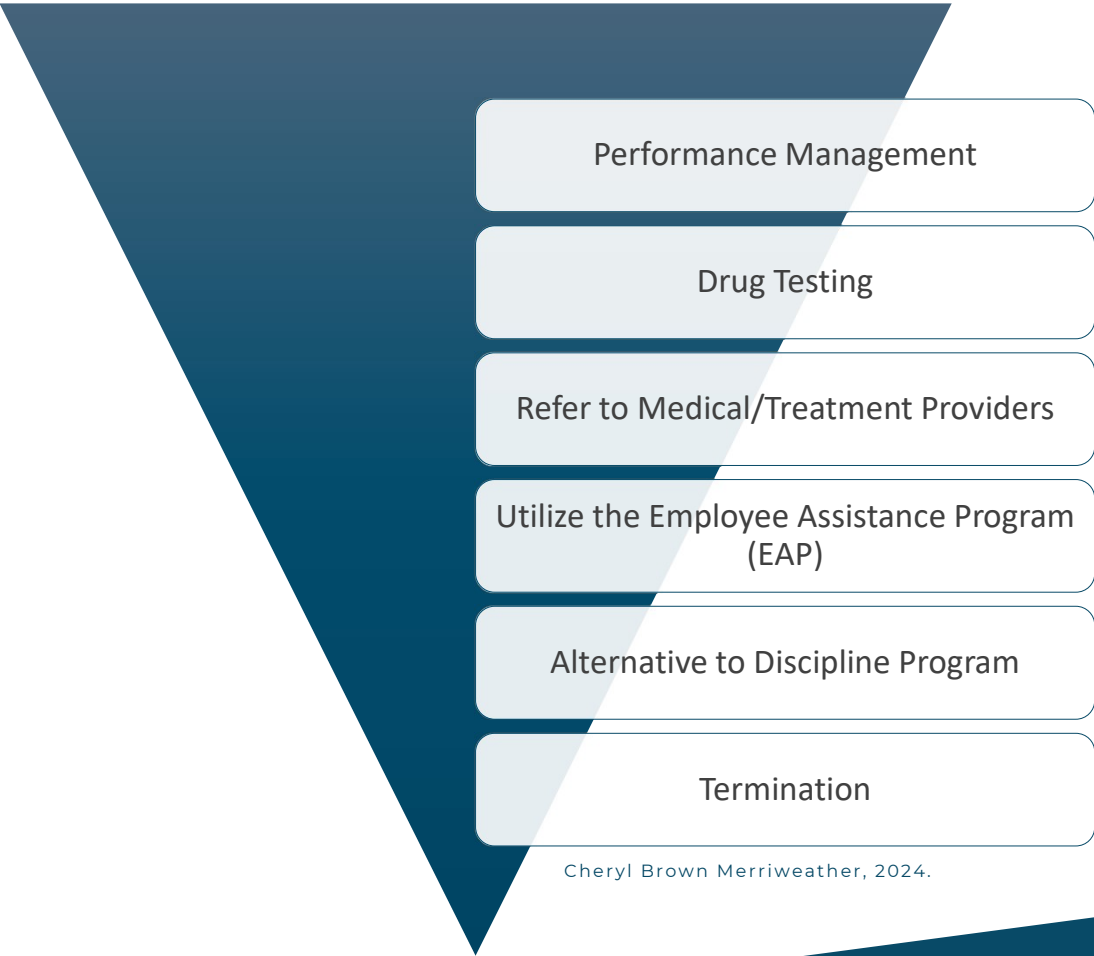 Performance Management
Drug Testing
Refer to Medical/Treatment Providers
Utilize the Employee Assistance Program
(EAP)
Alternative to Discipline Program
Termination
Cheryl Brown Merriweather, 2024.